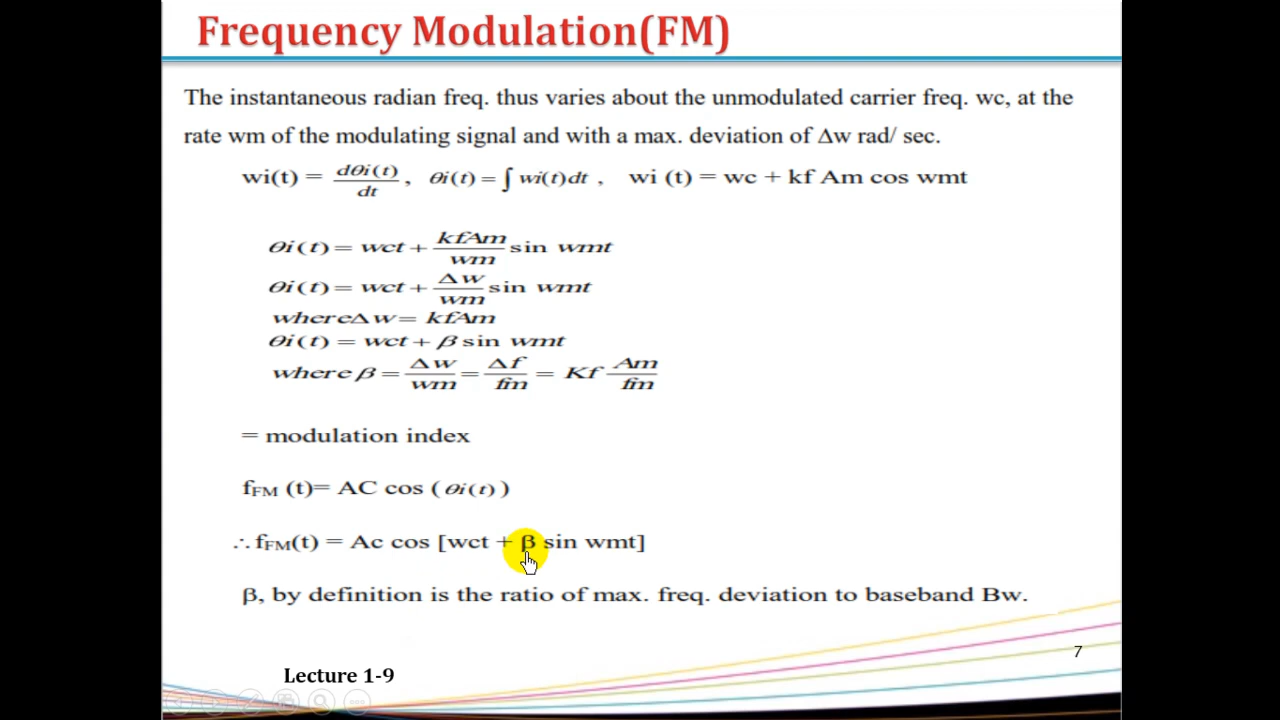 Frequency Modulation(FM)
The instantaneous radian freq. thus varies about the unmodulated carrier freq. wc, at the
rate wm of the modulating signal and with a max. deviation of Δw rad/ sec.
wi(t) = dθi(t)/dt , θi(t) = ∫ wi(t)dt , wi (t) = wc + kf Am cos wmt
θi(t) = wct + kfAm/wm sin wmt
θi(t) = wct + Δw/wm sin wmt
whereΔw = kfAm
θi(t) = wct + β sin wmt
where β = Δw/wm = Δf/fm = Kf Am/fm
= modulation index
fFM (t)= AC cos ( θi(t) )
∴ fFM(t) = Ac cos [wct + β sin wmt]
β, by definition is the ratio of max. freq. deviation to baseband Bw.
7
Lecture 1-9